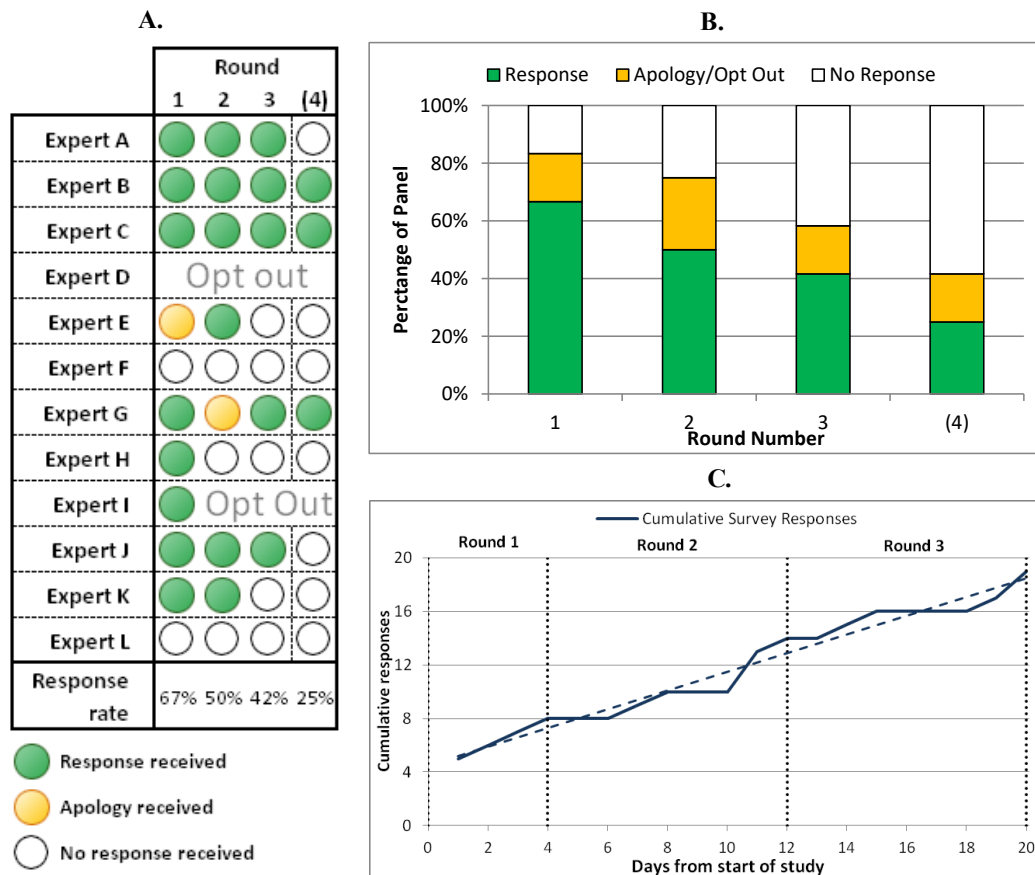 A.
Round
1 2 3 (4)
Expert A
Expert B
Expert C
Expert D Opt out
Expert E
Expert F
Expert G
Expert H
Expert I Opt Out
Expert J
Expert K
Expert L
Response
rate
67% 50% 42% 25%
Response received
Apology received
No response received
B.
Response Apology/Opt Out No Reponse
100%
80%
60%
40%
20%
0%
Perctange of Panel
1 2 3 (4)
Round Number
C.
Cumulative Survey Responses
Round 1 Round 2 Round 3
20
16
12
8
4
0
Cumulative responses
0 2 4 6 8 10 12 14 16 18 20
Days from start of study